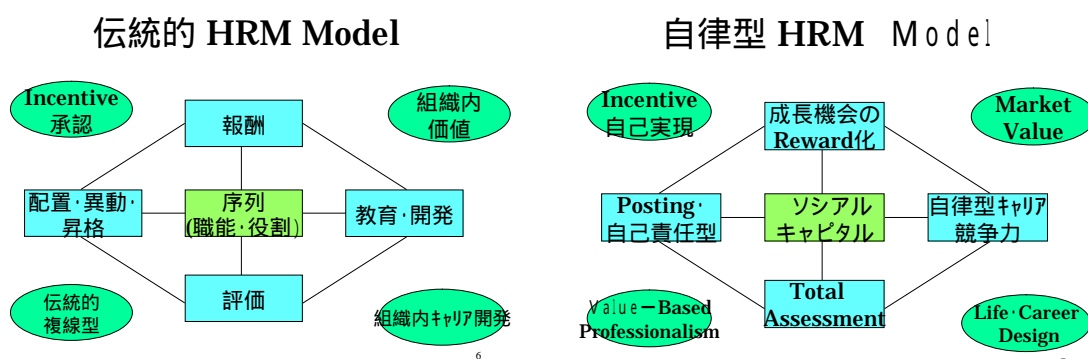 伝統的 HRM Model
Incentive
承認
組織内
価値
報酬
配置·異動·
昇格
序列
(職能·役割)
教育·開発
評価
伝統的
複線型
組織内ｷｬﾘｱ開発
6
自律型 HRM Model
Incentive
自己実現
Market
Value
成長機会の
Reward化
Posting·
自己責任型
ソシアル
キャピタル
自律型ｷｬﾘｱ
競争力
Total
Assessment
Value－Based
Professionalism
Life·Career
Design